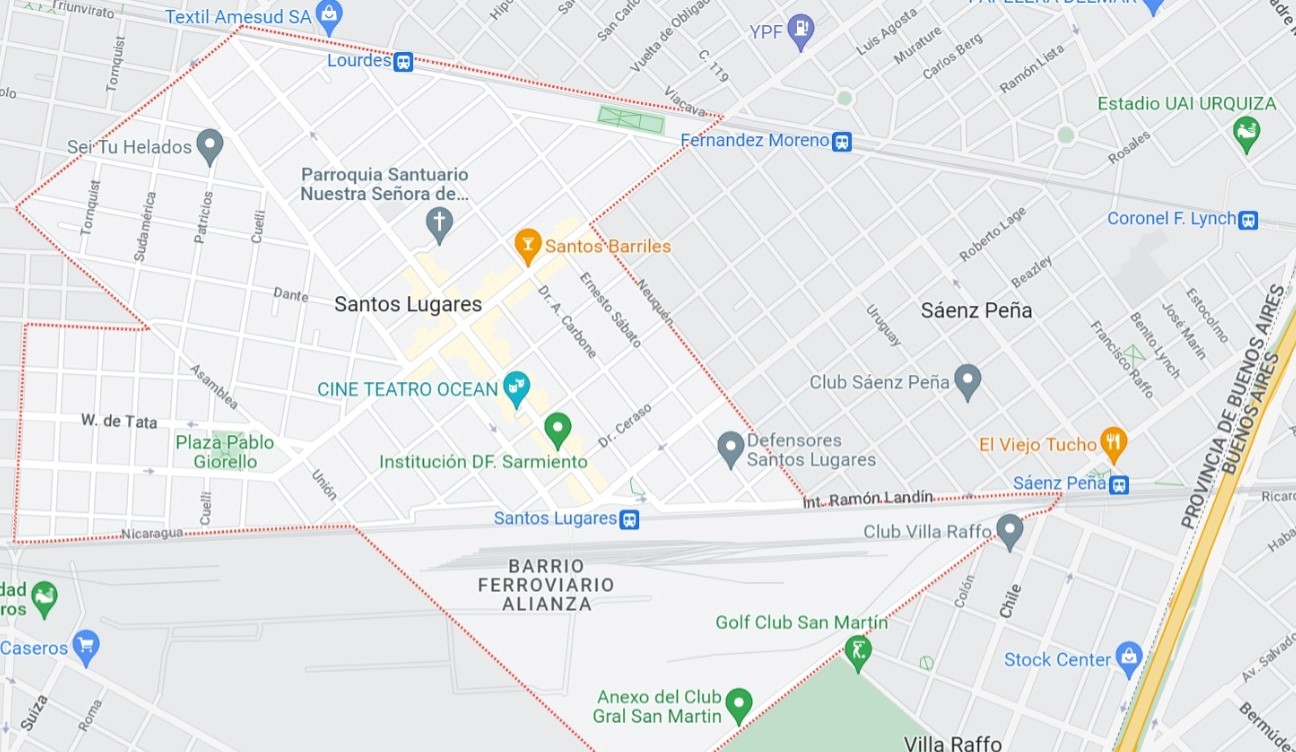 Triunvirato
Textil Amesud SA
Lourdes
Tornquist
Vuelta de Obligado
C. 119
Viacava
YPF
Luis Agosta
Murature
Carlos Berg
Ramón Lista
PAPELERA DELMAR
Estadio UAI URQUIZA
Rosales
Fernandez Moreno
Coronel F. Lynch
Sei Tu Helados
Parroquia Santuario
Nuestra Señora de...
Tornquist
Sudamérica
Patricios
Cuelli
Dante
Santos Barriles
Santos Lugares
Dr. A. Carbone
Ernesto Sábato
Neuquén
Roberto Lage
Beazley
Sáenz Peña
Uruguay
Estocolmo
José Marin
Benito Lynch
Francisco Raffo
PROVINCIA DE BUENOS AIRES
BUENOS AIRES
Club Sáenz Peña
CINE TEATRO OCEAN
Asamblea
W. de Tata
Plaza Pablo
Giorello
Institución DF. Sarmiento
Dr. Ceraso
Defensores
Santos Lugares
El Viejo Tucho
Sáenz Peña
Unión
Cuelli
Int. Ramón Landín
Nicaragua
Santos Lugares
Club Villa Raffo
BARRIO
FERROVIARIO
ALIANZA
Colón
Chile
Golf Club San Martín
Caseros
Stock Center
Anexo del Club
Gral San Martin
Suiza
Roma
Av. Salvado
Villa Raffo